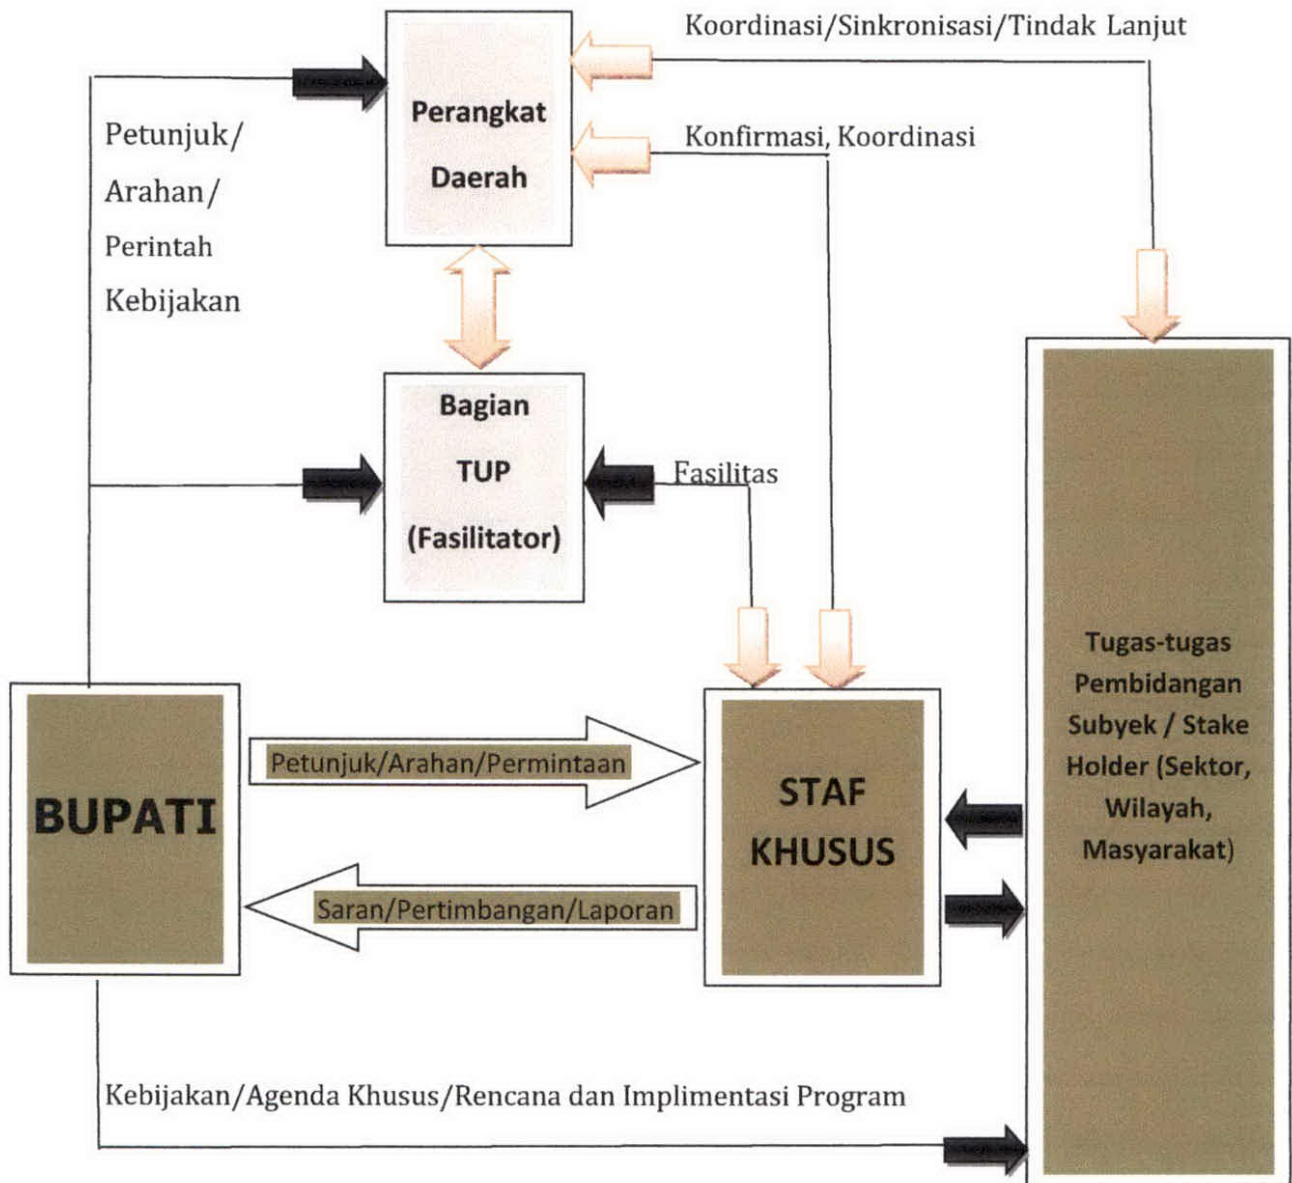 Koordinasi/Sinkronisasi/Tindak Lanjut
Perangkat
Daerah
Konfirmasi, Koordinasi
Petunjuk/
Arahan/
Perintah
Kebijakan
Bagian
TUP
(Fasilitator)
Fasilitas
Tugas-tugas
Pembidangan
Subyek / Stake
Holder (Sektor,
Wilayah,
Masyarakat)
BUPATI
Petunjuk/Arahan/Permintaan
STAF
KHUSUS
Saran/Pertimbangan/Laporan
Kebijakan/Agenda Khusus/Rencana dan Implimentasi Program